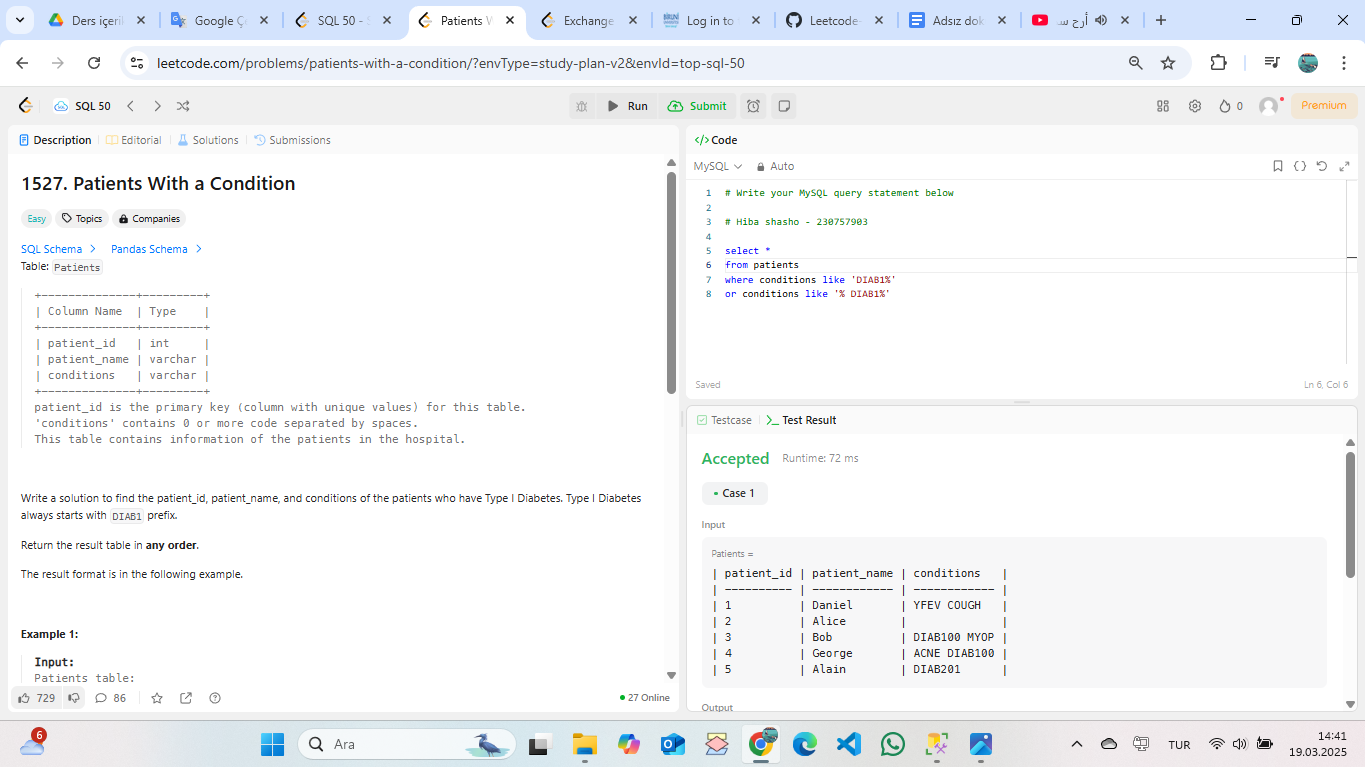 Ders içerik
Google Ç
SQL 50 - S
Patients W
Exchange
Log in to
Leetcode-
Adsız dok
أرح سـ
leetcode.com/problems/patients-with-a-condition/?envType=study-plan-v2&envId=top-sql-50
SQL 50
Run
Submit
0
Premium
Description
Editorial
Solutions
Submissions
1527. Patients With a Condition
Easy
Topics
Companies
SQL Schema
Pandas Schema
Table: Patients
+--------------+---------+
| Column Name  | Type    |
+--------------+---------+
| patient_id   | int     |
| patient_name | varchar |
| conditions   | varchar |
+--------------+---------+
patient_id is the primary key (column with unique values) for this table.
'conditions' contains 0 or more code separated by spaces.
This table contains information of the patients in the hospital.
Write a solution to find the patient_id, patient_name, and conditions of the patients who have Type I Diabetes. Type I Diabetes
always starts with DIAB1 prefix.
Return the result table in any order.
The result format is in the following example.
Example 1:
Input:
Patients table:
729
86
27 Online
</> Code
MySQL
Auto
1 # Write your MySQL query statement below
2
3 # Hiba shasho - 230757903
4
5 select *
6 from patients
7 where conditions like 'DIAB1%'
8 or conditions like '% DIAB1%'
Saved
Ln 6, Col 6
Testcase
Test Result
Accepted
Runtime: 72 ms
Case 1
Input
Patients =
| patient_id | patient_name | conditions   |
| ---------- | ------------ | ------------ |
| 1          | Daniel       | YFEV COUGH   |
| 2          | Alice        |              |
| 3          | Bob          | DIAB100 MYOP |
| 4          | George       | ACNE DIAB100 |
| 5          | Alain        | DIAB201      |
Output
6
Ara
TUR
14:41
19.03.2025